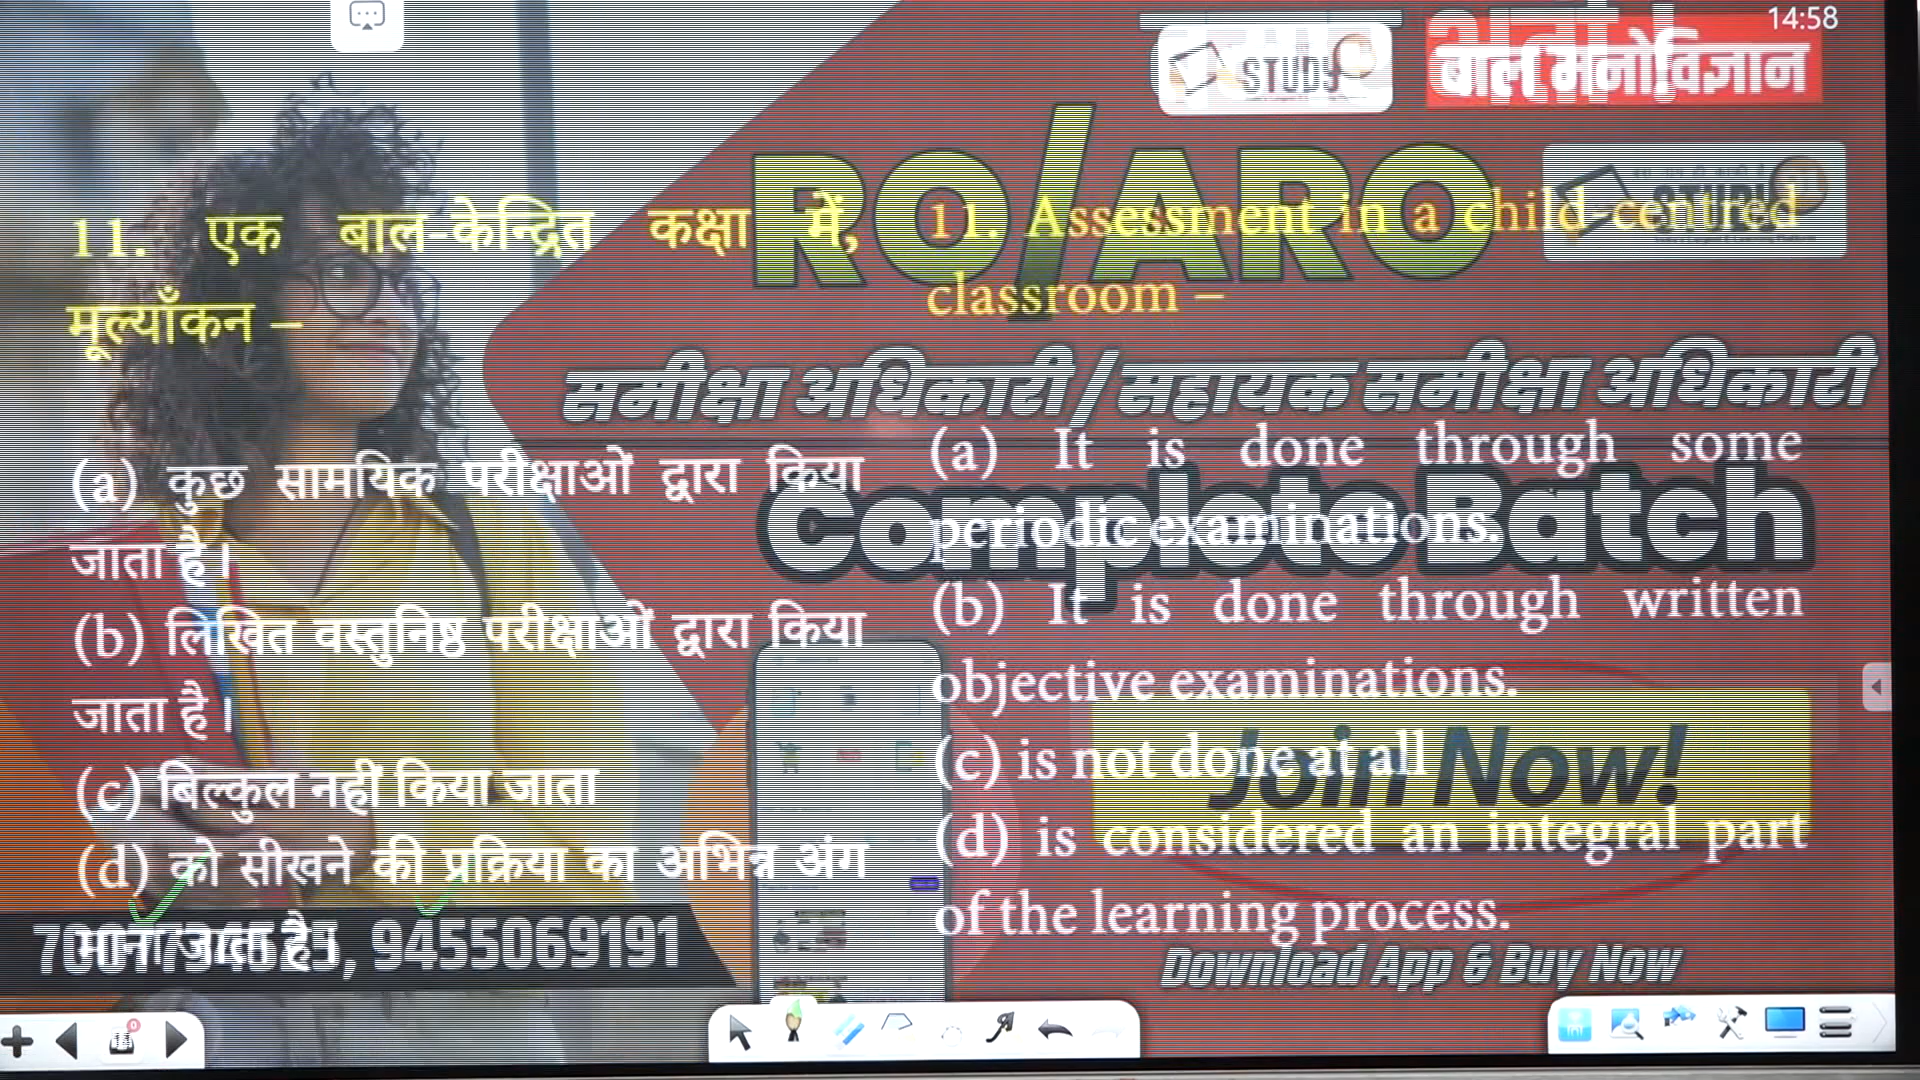 14:58
STUDY
बाल मनोविज्ञान
RO/ARO
STUDY
11. एक बाल-केन्द्रित कक्षा में,
मूल्याँकन –
(a) कुछ सामयिक परीक्षाओं द्वारा किया
जाता है।
(b) लिखित वस्तुनिष्ठ परीक्षाओं द्वारा किया
जाता है।
(c) बिल्कुल नहीं किया जाता
(d) को सीखने की प्रक्रिया का अभिन्न अंग
माना जाता है।
11. Assessment in a child-centred
classroom –
समीक्षा अधिकारी / सहायक समीक्षा अधिकारी
(a) It is done through some
periodic examinations.
Complete Batch
(b) It is done through written
objective examinations.
(c) is not done at all
Join Now!
(d) is considered an integral part
of the learning process.
9455069191
Download App & Buy Now